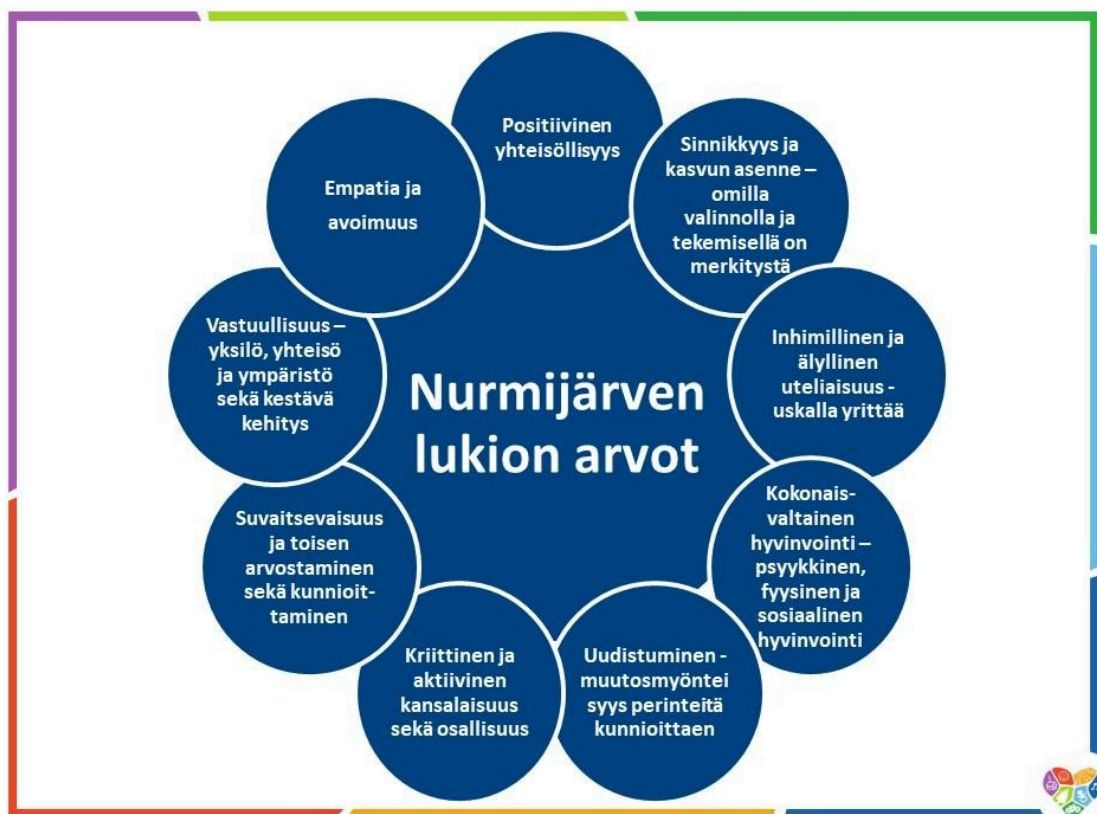 Positiivinen
yhteisöllisyys
Sinnikkyys ja
kasvun asenne –
omilla
valinnolla ja
tekemisellä on
merkitystä
Inhimillinen ja
älyllinen
uteliaisuus -
uskalla yrittää
Kokonais-
valtainen
hyvinvointi –
psyykkinen,
fyysinen ja
sosiaalinen
hyvinvointi
Uudistuminen -
muutosmyöntei
syys perinteitä
kunnioittaen
Kriittinen ja
aktiivinen
kansalaisuus
sekä osallisuus
Suvaitsevaisuus
ja toisen
arvostaminen
sekä kunnioit-
taminen
Vastuullisuus –
yksilö, yhteisö
ja ympäristö
sekä kestävä
kehitys
Empatia ja
avoimuus
Nurmijärven
lukion arvot